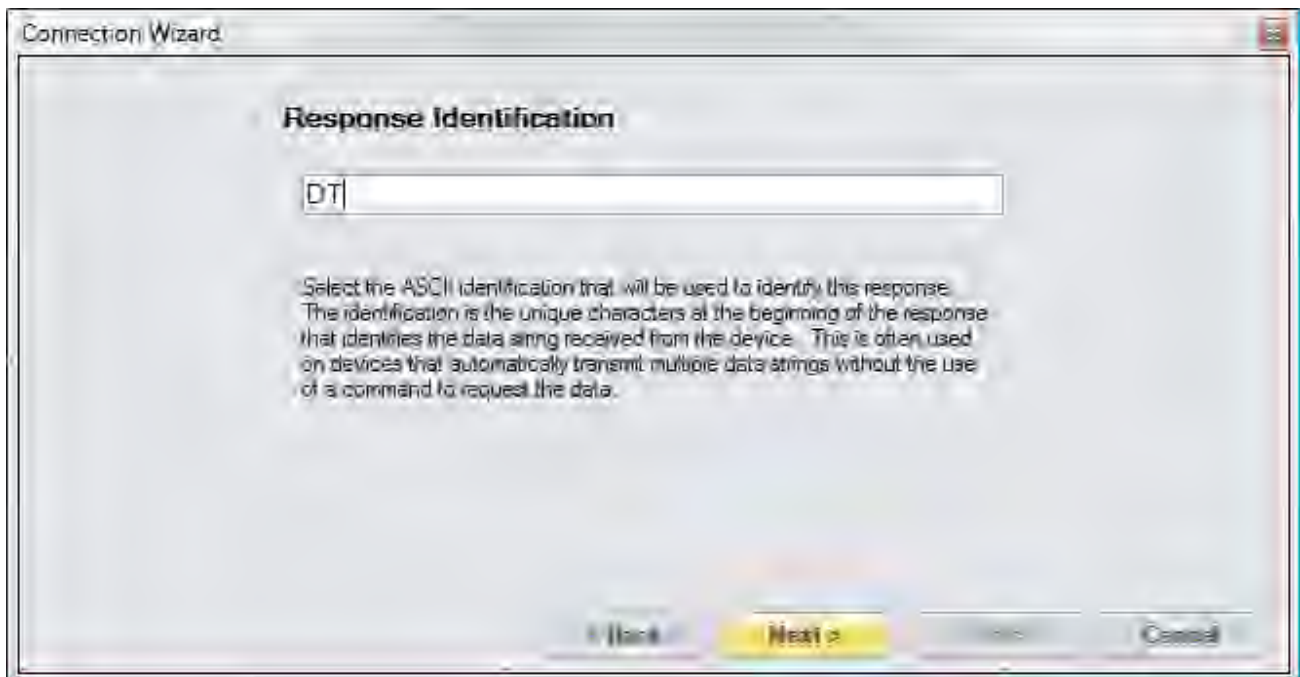 Connection Wizard
Response Identification
DT
Select the ASCII identification that will be used to identify this response.
The identification is the unique characters at the beginning of the response
that identifies the data string received from the device. This is often used
on devices that automatically transmit multiple data strings without the use
of a command to request the data.
< Back Next > Cancel